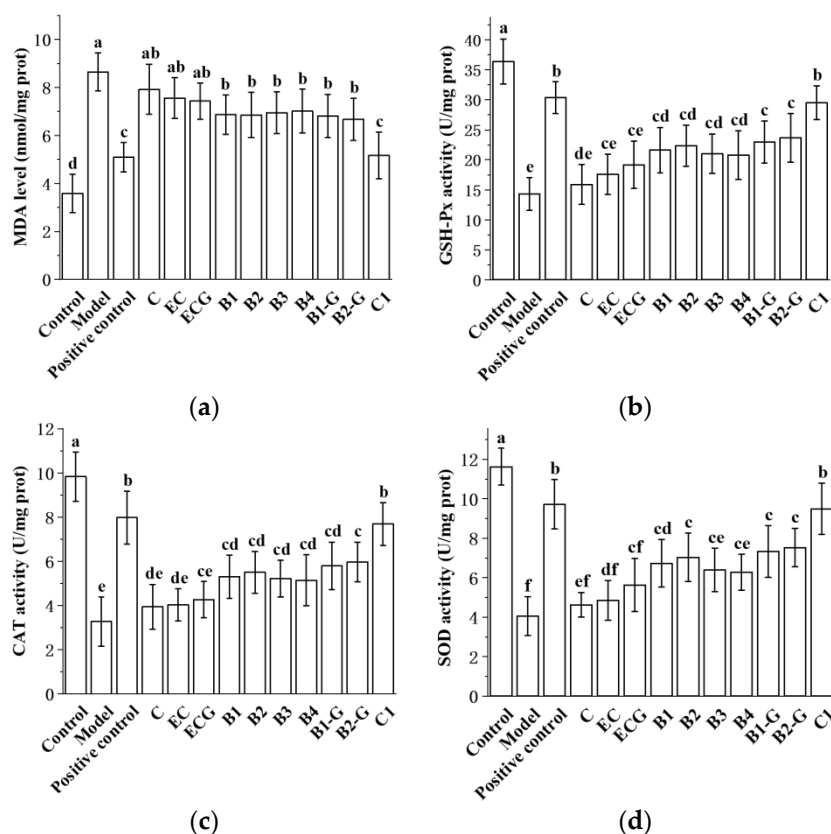 MDA level (nmol/mg prot)
10
8
6
4
2
0
d
a
c
ab
ab
ab
b
b
b
b
b
b
c
Control
Model
Positive control
C
EC
ECG
B1
B2
B3
B4
B1-G
B2-G
C1
(a)
GSH-Px activity (U/mg prot)
40
35
30
25
20
15
10
5
0
a
e
b
de
ce
ce
cd
cd
cd
cd
c
c
b
Control
Model
Positive control
C
EC
ECG
B1
B2
B3
B4
B1-G
B2-G
C1
(b)
CAT activity (U/mg prot)
12
10
8
6
4
2
0
a
e
b
de
de
ce
cd
cd
cd
cd
cd
c
b
Control
Model
Positive control
C
EC
ECG
B1
B2
B3
B4
B1-G
B2-G
C1
(c)
SOD activity (U/mg prot)
12
10
8
6
4
2
0
a
f
b
ef
df
cf
cd
c
ce
ce
c
c
b
Control
Model
Positive control
C
EC
ECG
B1
B2
B3
B4
B1-G
B2-G
C1
(d)